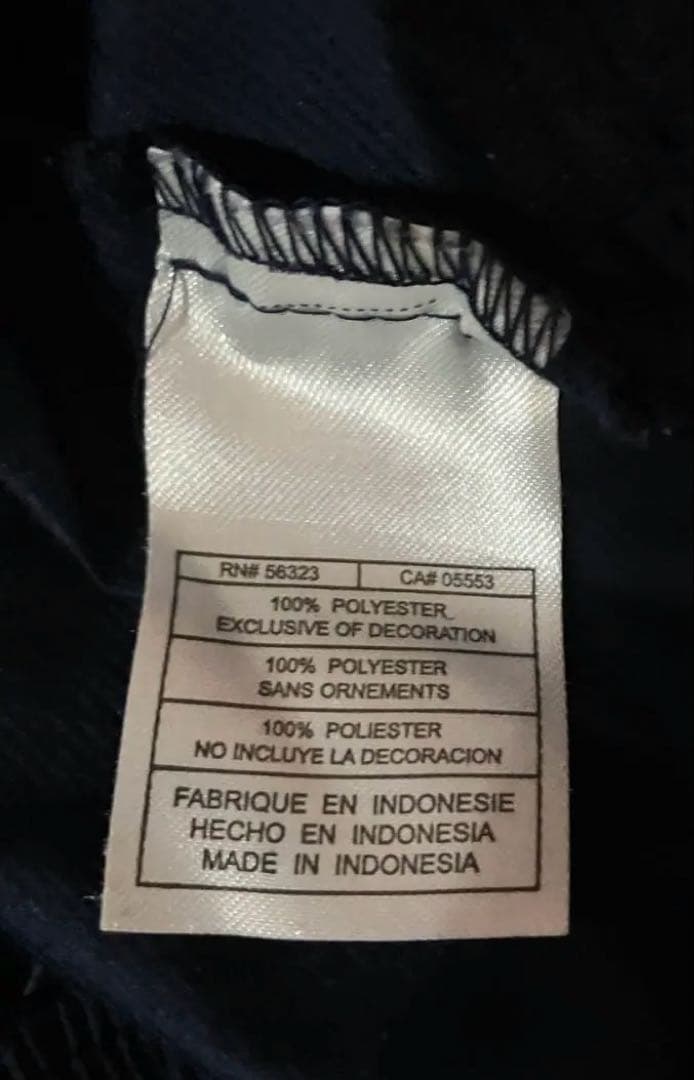 RN# 56323 CA# 05553
100% POLYESTER
EXCLUSIVE OF DECORATION
100% POLYESTER
SANS ORNEMENTS
100% POLIESTER
NO INCLUYE LA DECORACION
FABRIQUE EN INDONESIE
HECHO EN INDONESIA
MADE IN INDONESIA